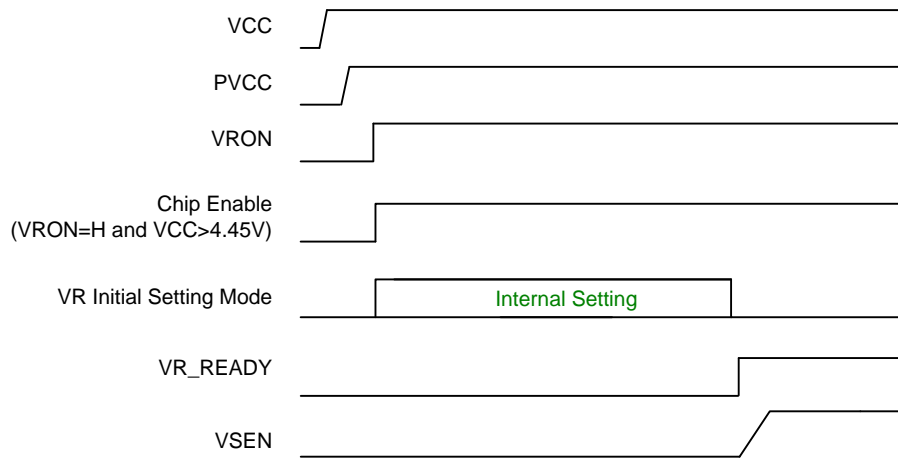 VCC
PVCC
VRON
Chip Enable
(VRON=H and VCC>4.45V)
VR Initial Setting Mode
Internal Setting
VR_READY
VSEN